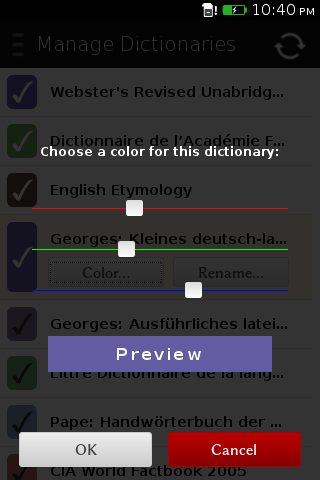 10:40 PM
Manage Dictionaries
Webster's Revised Unabridg...
Dictionnaire de l'Académie F...
Choose a color for this dictionary:
English Etymology
Georges: Kleines deutsch-la...
Color...
Rename...
Georges: Ausführliches latei...
Preview
Littré Dictionnaire de la lang...
Pape: Handwörterbuch der ...
OK
Cancel
CIA World Factbook 2005